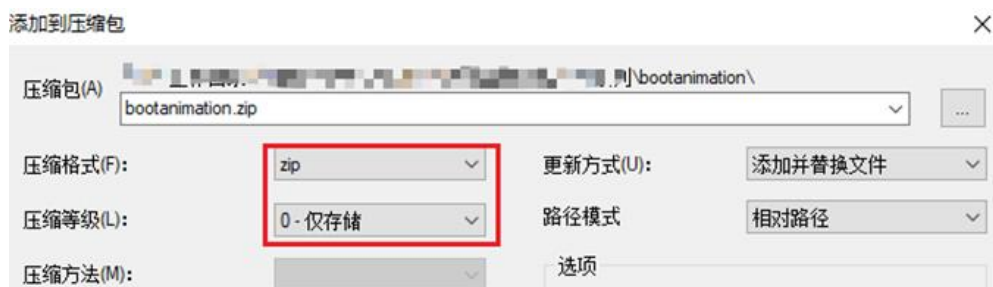 添加到压缩包
压缩包(A)
\bootanimation\
bootanimation.zip
...
压缩格式(F):
zip
更新方式(U):
添加并替换文件
压缩等级(L):
0 - 仅存储
路径模式
相对路径
压缩方法(M):
选项